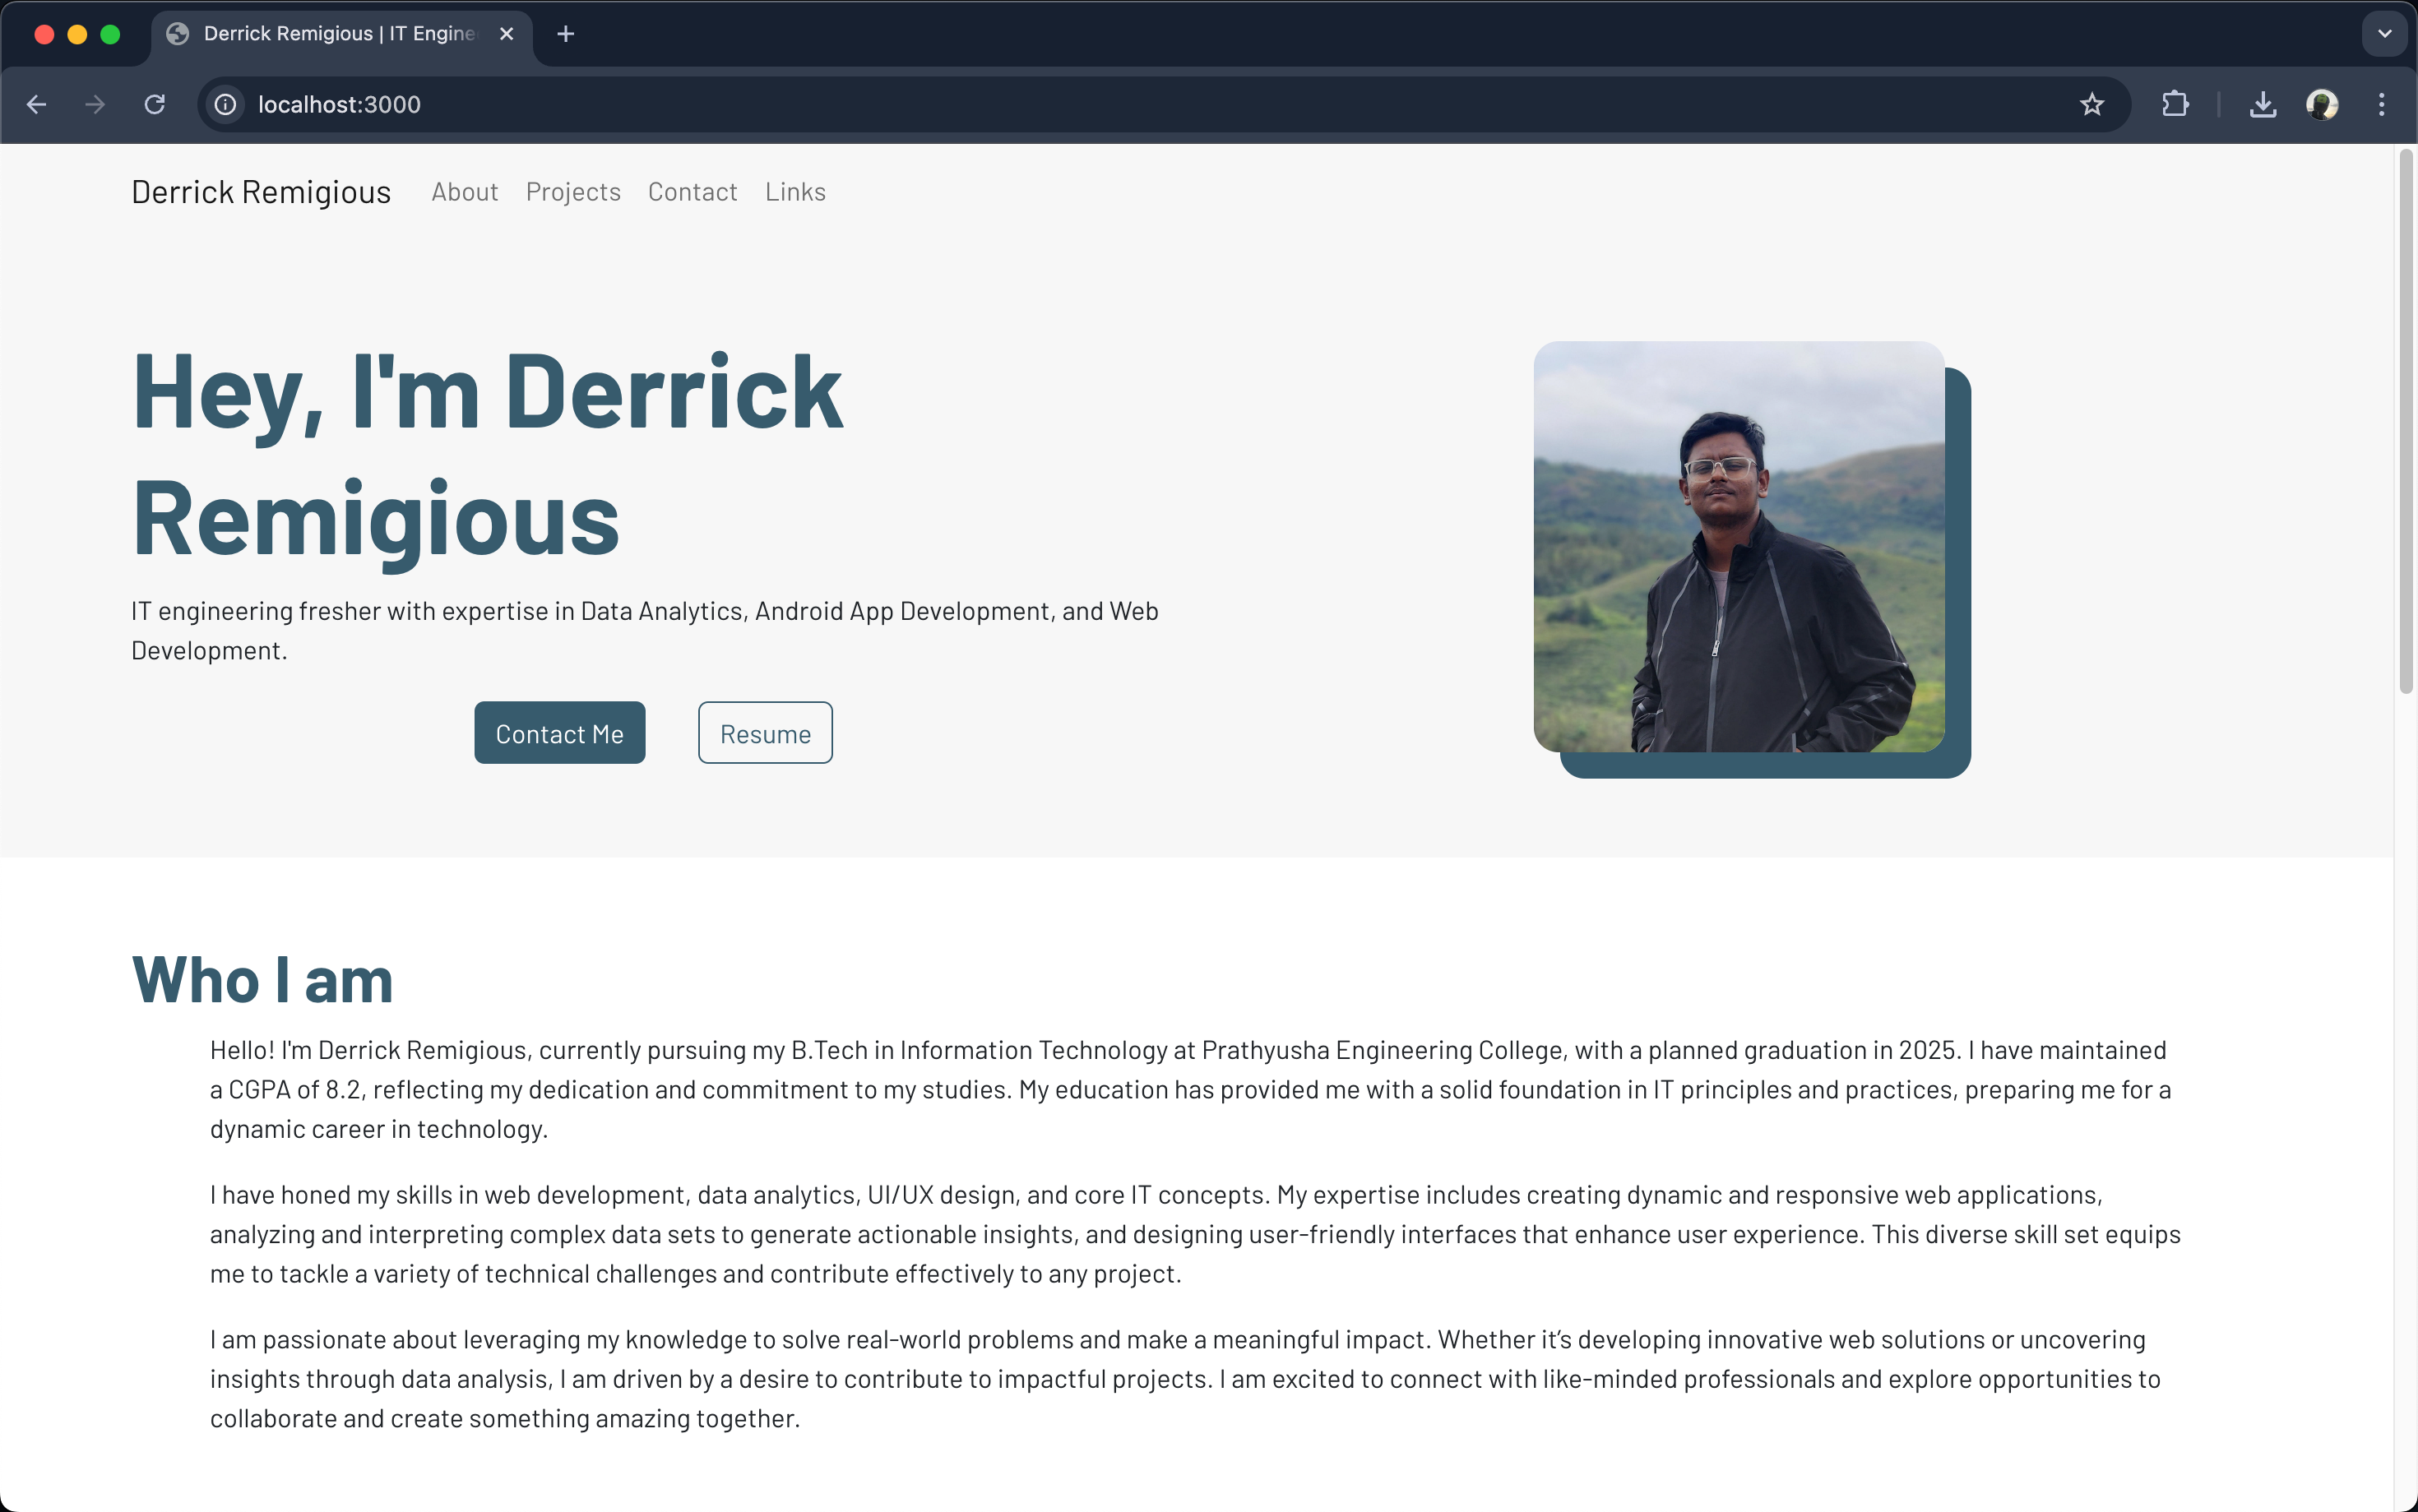 Derrick Remigious | IT Engine
localhost:3000
Derrick Remigious About Projects Contact Links
Hey, I'm Derrick
Remigious
IT engineering fresher with expertise in Data Analytics, Android App Development, and Web
Development.
Contact Me Resume
Who I am
Hello! I'm Derrick Remigious, currently pursuing my B.Tech in Information Technology at Prathyusha Engineering College, with a planned graduation in 2025. I have maintained
a CGPA of 8.2, reflecting my dedication and commitment to my studies. My education has provided me with a solid foundation in IT principles and practices, preparing me for a
dynamic career in technology.
I have honed my skills in web development, data analytics, UI/UX design, and core IT concepts. My expertise includes creating dynamic and responsive web applications,
analyzing and interpreting complex data sets to generate actionable insights, and designing user-friendly interfaces that enhance user experience. This diverse skill set equips
me to tackle a variety of technical challenges and contribute effectively to any project.
I am passionate about leveraging my knowledge to solve real-world problems and make a meaningful impact. Whether it’s developing innovative web solutions or uncovering
insights through data analysis, I am driven by a desire to contribute to impactful projects. I am excited to connect with like-minded professionals and explore opportunities to
collaborate and create something amazing together.